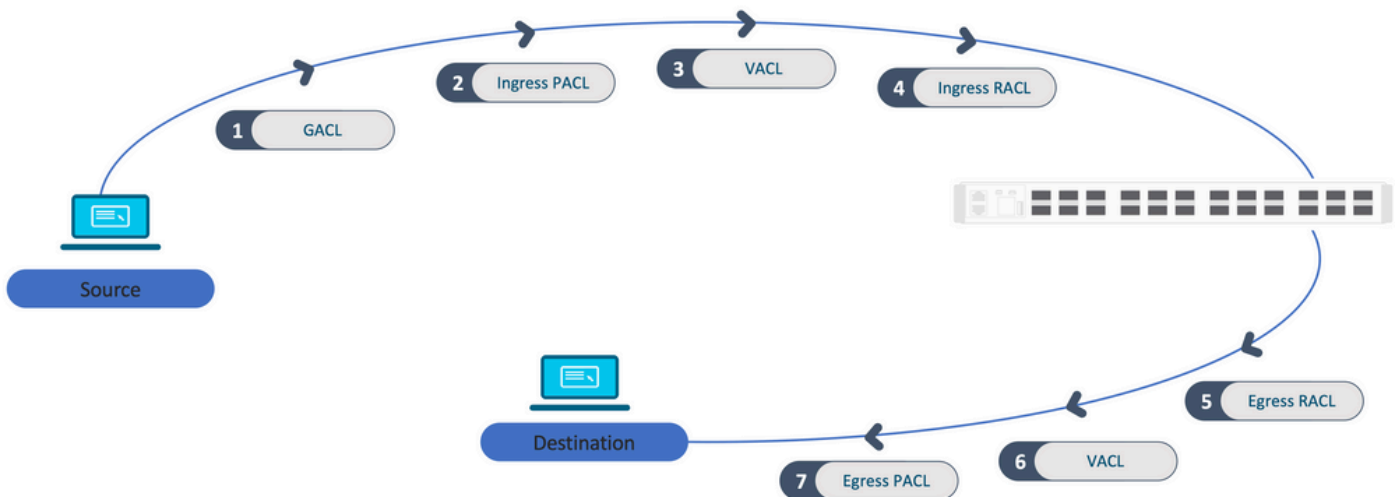 1 GACL
2 Ingress PACL
3 VACL
4 Ingress RACL
Source
5 Egress RACL
Destination
6 VACL
7 Egress PACL